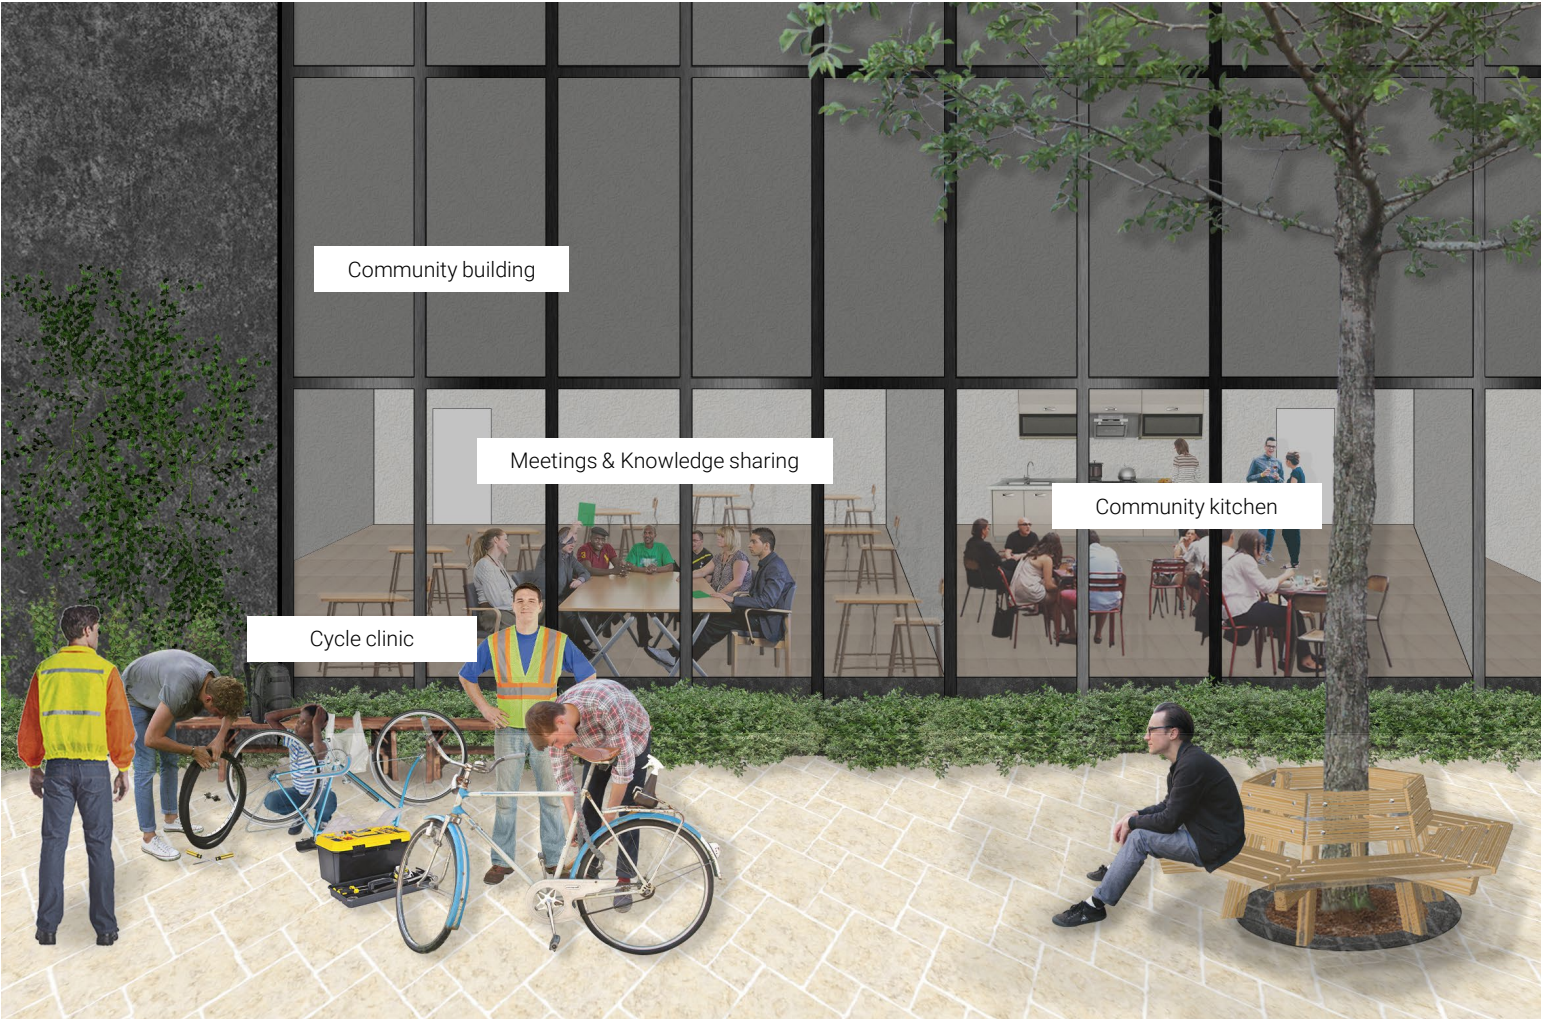 Community building
Meetings & Knowledge sharing
Community kitchen
Cycle clinic